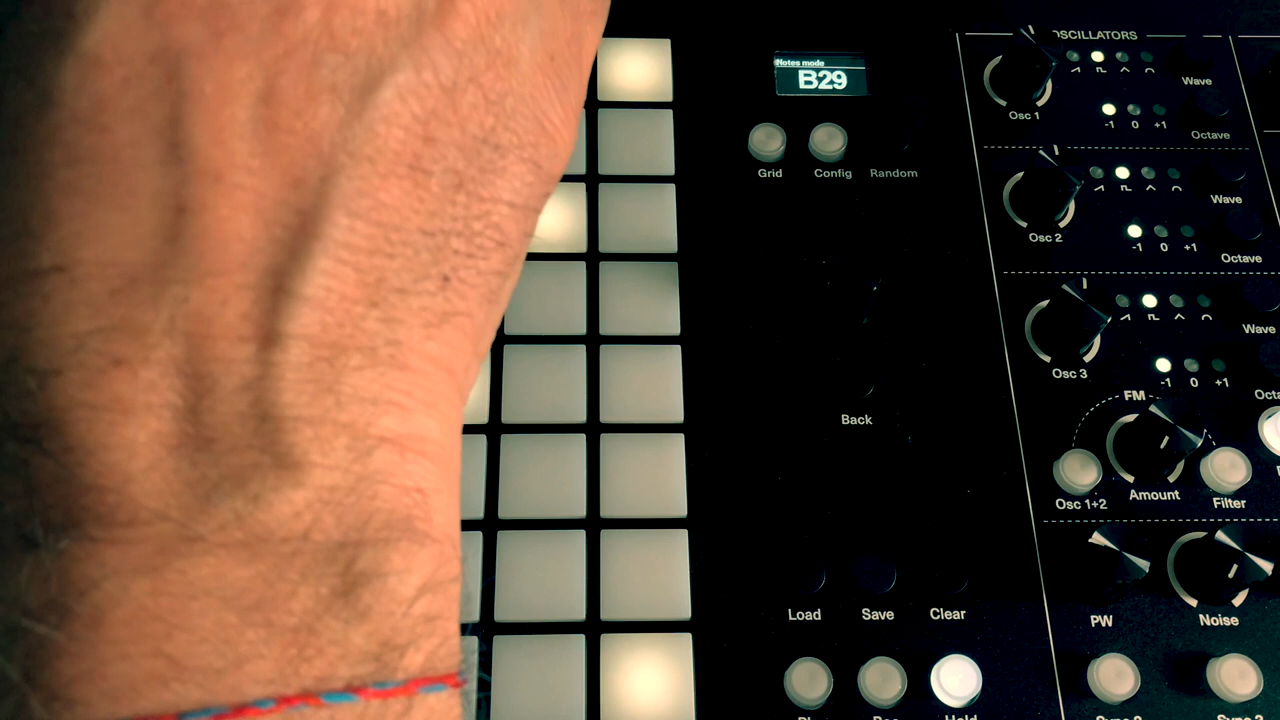 Notes mode
B29
Grid
Config
Random
Back
Load
Save
Clear
Hold
OSCILLATORS
Osc 1
Wave
-1 0 +1
Octave
Osc 2
Wave
-1 0 +1
Octave
Osc 3
Wave
-1 0 +1
FM
Osc 1+2
Amount
Filter
PW
Noise